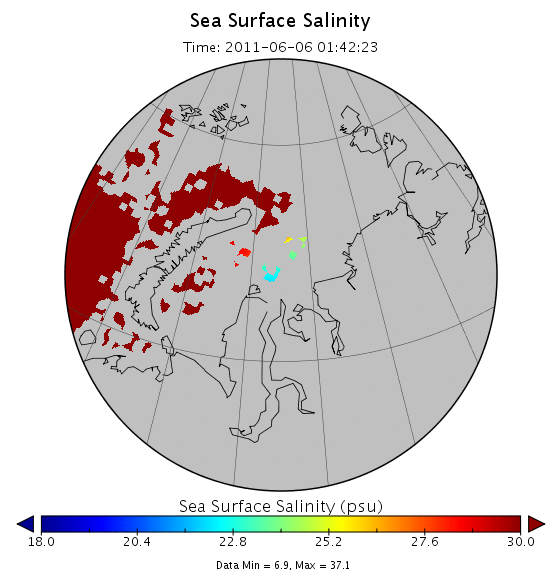 Sea Surface Salinity
Time: 2011-06-06 01:42:23
Sea Surface Salinity (psu)
18.0 20.4 22.8 25.2 27.6 30.0
Data Min = 6.9, Max = 37.1